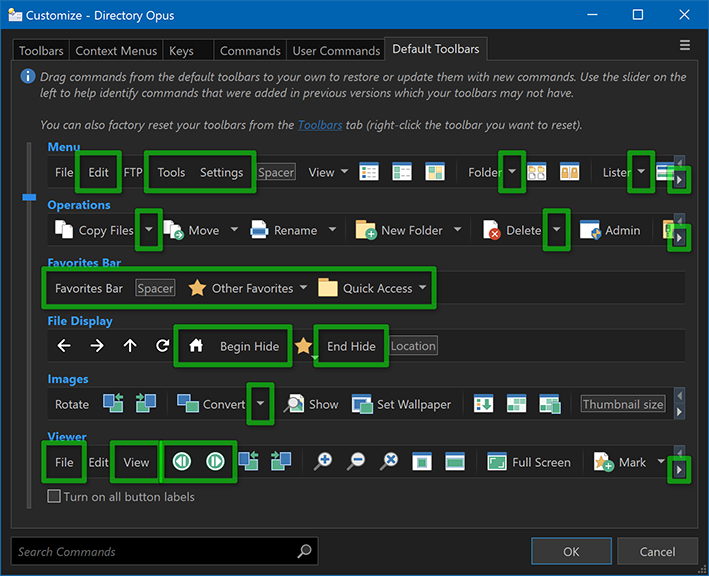 Customize - Directory Opus
Toolbars Context Menus Keys Commands User Commands Default Toolbars
Drag commands from the default toolbars to your own to restore or update them with new commands. Use the slider on the
left to help identify commands that were added in previous versions which your toolbars may not have.
You can also factory reset your toolbars from the Toolbars tab (right-click the toolbar you want to reset).
Menu
File Edit FTP Tools Settings Spacer View Folder Lister
Operations
Copy Files Move Rename New Folder Delete Admin
Favorites Bar
Favorites Bar Spacer Other Favorites Quick Access
File Display
Begin Hide End Hide Location
Images
Rotate Convert Show Set Wallpaper Thumbnail size
Viewer
File Edit View Full Screen Mark
Turn on all button labels
Search Commands OK Cancel